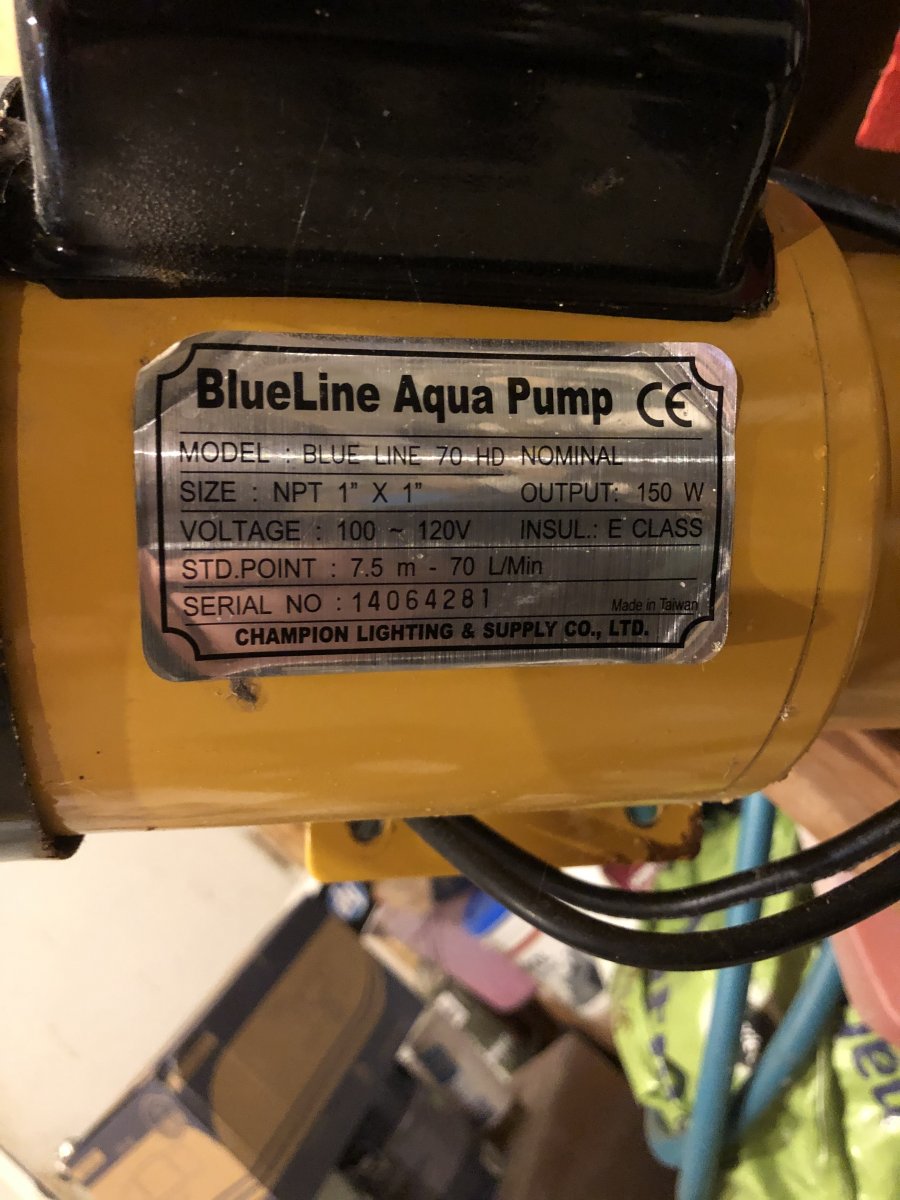 BlueLine Aqua Pump CE
MODEL : BLUE LINE 70 HD NOMINAL
SIZE : NPT 1" X 1" OUTPUT: 150 W
VOLTAGE : 100 ~ 120V INSUL.: E CLASS
STD.POINT : 7.5 m - 70 L/Min
SERIAL NO : 14064281 Made in Taiwan
CHAMPION LIGHTING & SUPPLY CO., LTD.